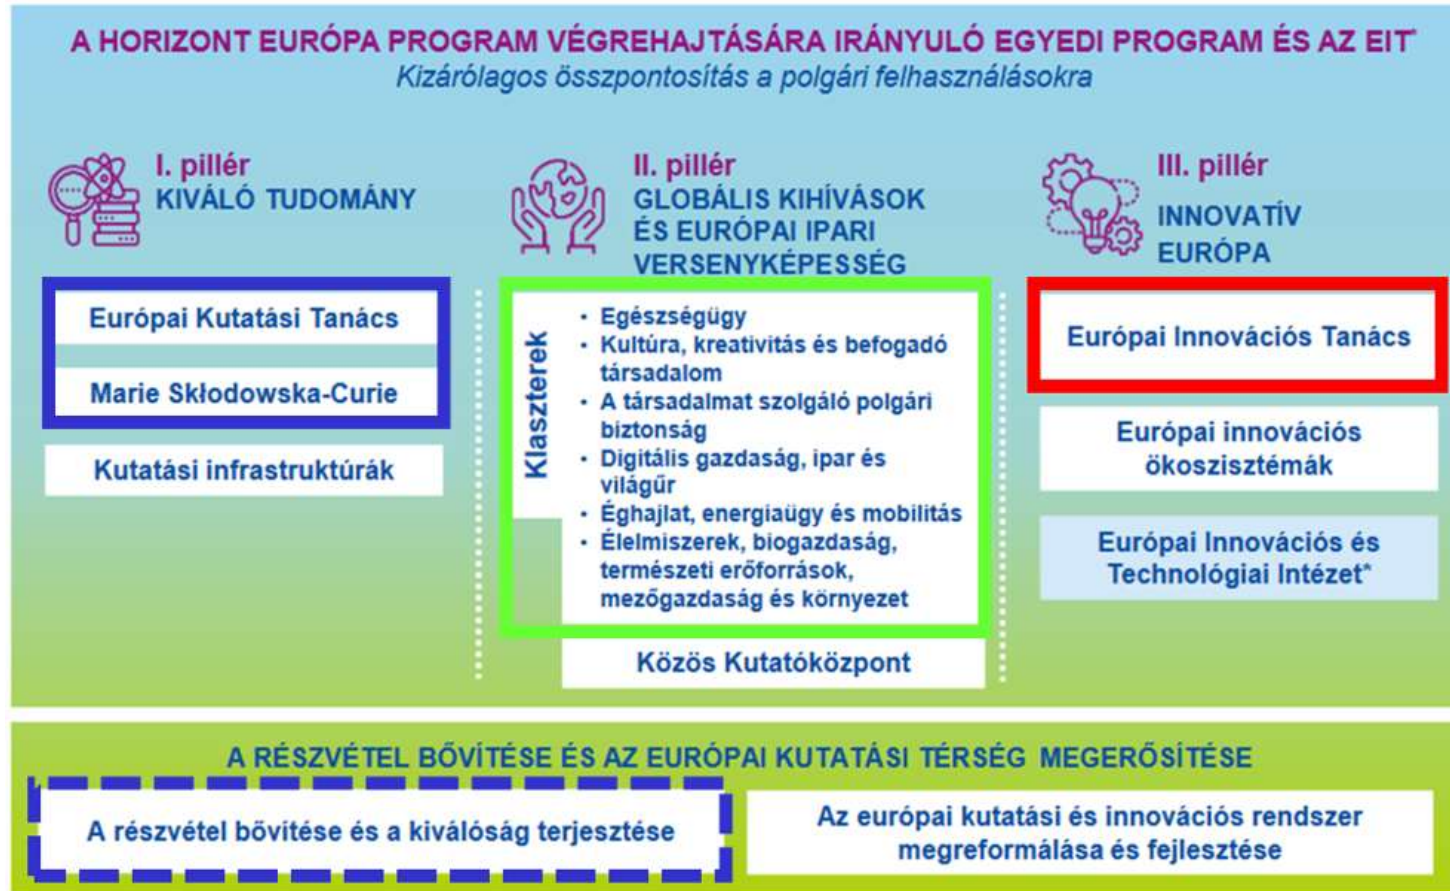 A HORIZONT EURÓPA PROGRAM VÉGREHAJTÁSÁRA IRÁNYULÓ EGYEDI PROGRAM ÉS AZ EIT*
Kizárólagos összpontosítás a polgári felhasználásokra
I. pillér
KIVÁLÓ TUDOMÁNY
Európai Kutatási Tanács
Marie Skłodowska-Curie
Kutatási infrastruktúrák
II. pillér
GLOBÁLIS KIHÍVÁSOK
ÉS EURÓPAI IPARI
VERSENYKÉPESSÉG
Klaszterek
• Egészségügy
• Kultúra, kreativitás és befogadó
társadalom
• A társadalmat szolgáló polgári
biztonság
• Digitális gazdaság, ipar és
világűr
• Éghajlat, energiaügy és mobilitás
• Élelmiszerek, biogazdaság,
természeti erőforrások,
mezőgazdaság és környezet
Közös Kutatóközpont
III. pillér
INNOVATÍV
EURÓPA
Európai Innovációs Tanács
Európai innovációs
ökoszisztémák
Európai Innovációs és
Technológiai Intézet*
A RÉSZVÉTEL BŐVÍTÉSE ÉS AZ EURÓPAI KUTATÁSI TÉRSÉG MEGERŐSÍTÉSE
A részvétel bővítése és a kiválóság terjesztése
Az európai kutatási és innovációs rendszer
megreformálása és fejlesztése